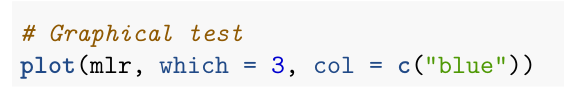 # Graphical test
plot(mlr, which = 3, col = c("blue"))